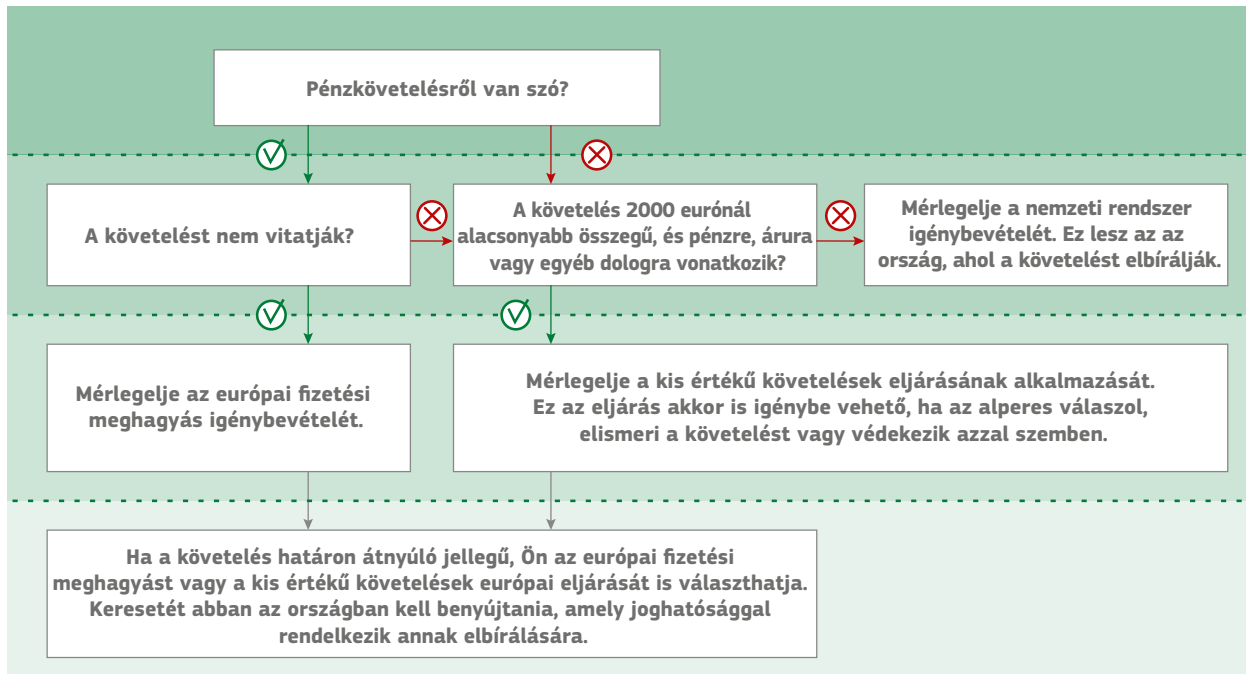 Pénzkövetelésről van szó?
A követelést nem vitatják?
A követelés 2000 eurónál
alacsonyabb összegű, és pénzre, árura
vagy egyéb dologra vonatkozik?
Mérlegelje a nemzeti rendszer
igénybevételét. Ez lesz az az
ország, ahol a követelést elbírálják.
Mérlegelje az európai fizetési
meghagyás igénybevételét.
Mérlegelje a kis értékű követelések eljárásának alkalmazását.
Ez az eljárás akkor is igénybe vehető, ha az alperes válaszol,
elismeri a követelést vagy védekezik azzal szemben.
Ha a követelés határon átnyúló jellegű, Ön az európai fizetési
meghagyást vagy a kis értékű követelések európai eljárását is választhatja.
Keresetét abban az országban kell benyújtania, amely joghatósággal
rendelkezik annak elbírálására.